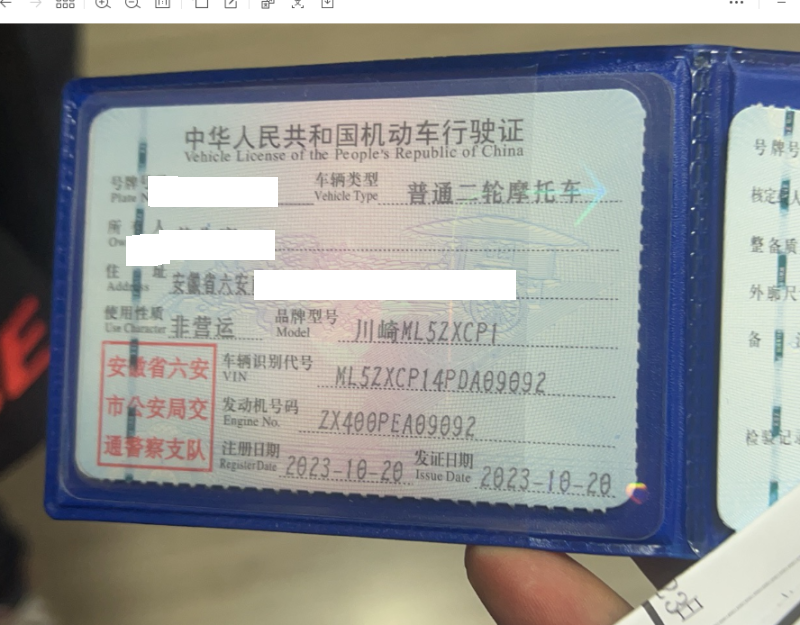 中华人民共和国机动车行驶证
Vehicle License of the People's Republic of China
号牌号
Plate N
车辆类型
Vehicle Type
普通二轮摩托车
所 人
Ow
住 址
Address
安徽省六安
使用性质
Use Character
非营运
品牌型号
Model
川崎ML5ZXCP1
安徽省六安
市公安局交
通警察支队
车辆识别代号
VIN
ML5ZXCP14PDA09092
发动机号码
Engine No.
ZX400PEA09092
注册日期
Register Date
2023-10-20
发证日期
Issue Date
2023-10-20
号牌号
核定 人
整备质
外廓尺
备
检验记录